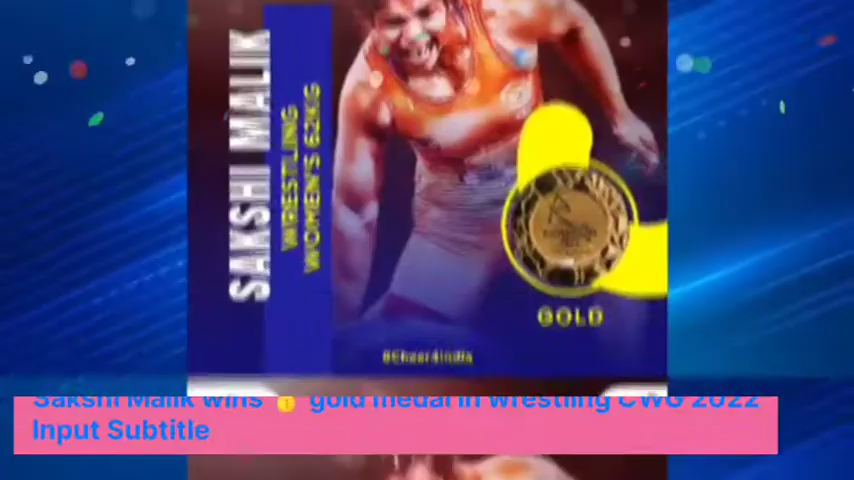 SAKSHI MALIK
WRESTLING
WOMEN'S 62KG
GOLD
#Cheer4India
Sakshi Malik wins 🥇 gold medal in wrestling CWG 2022
Input Subtitle